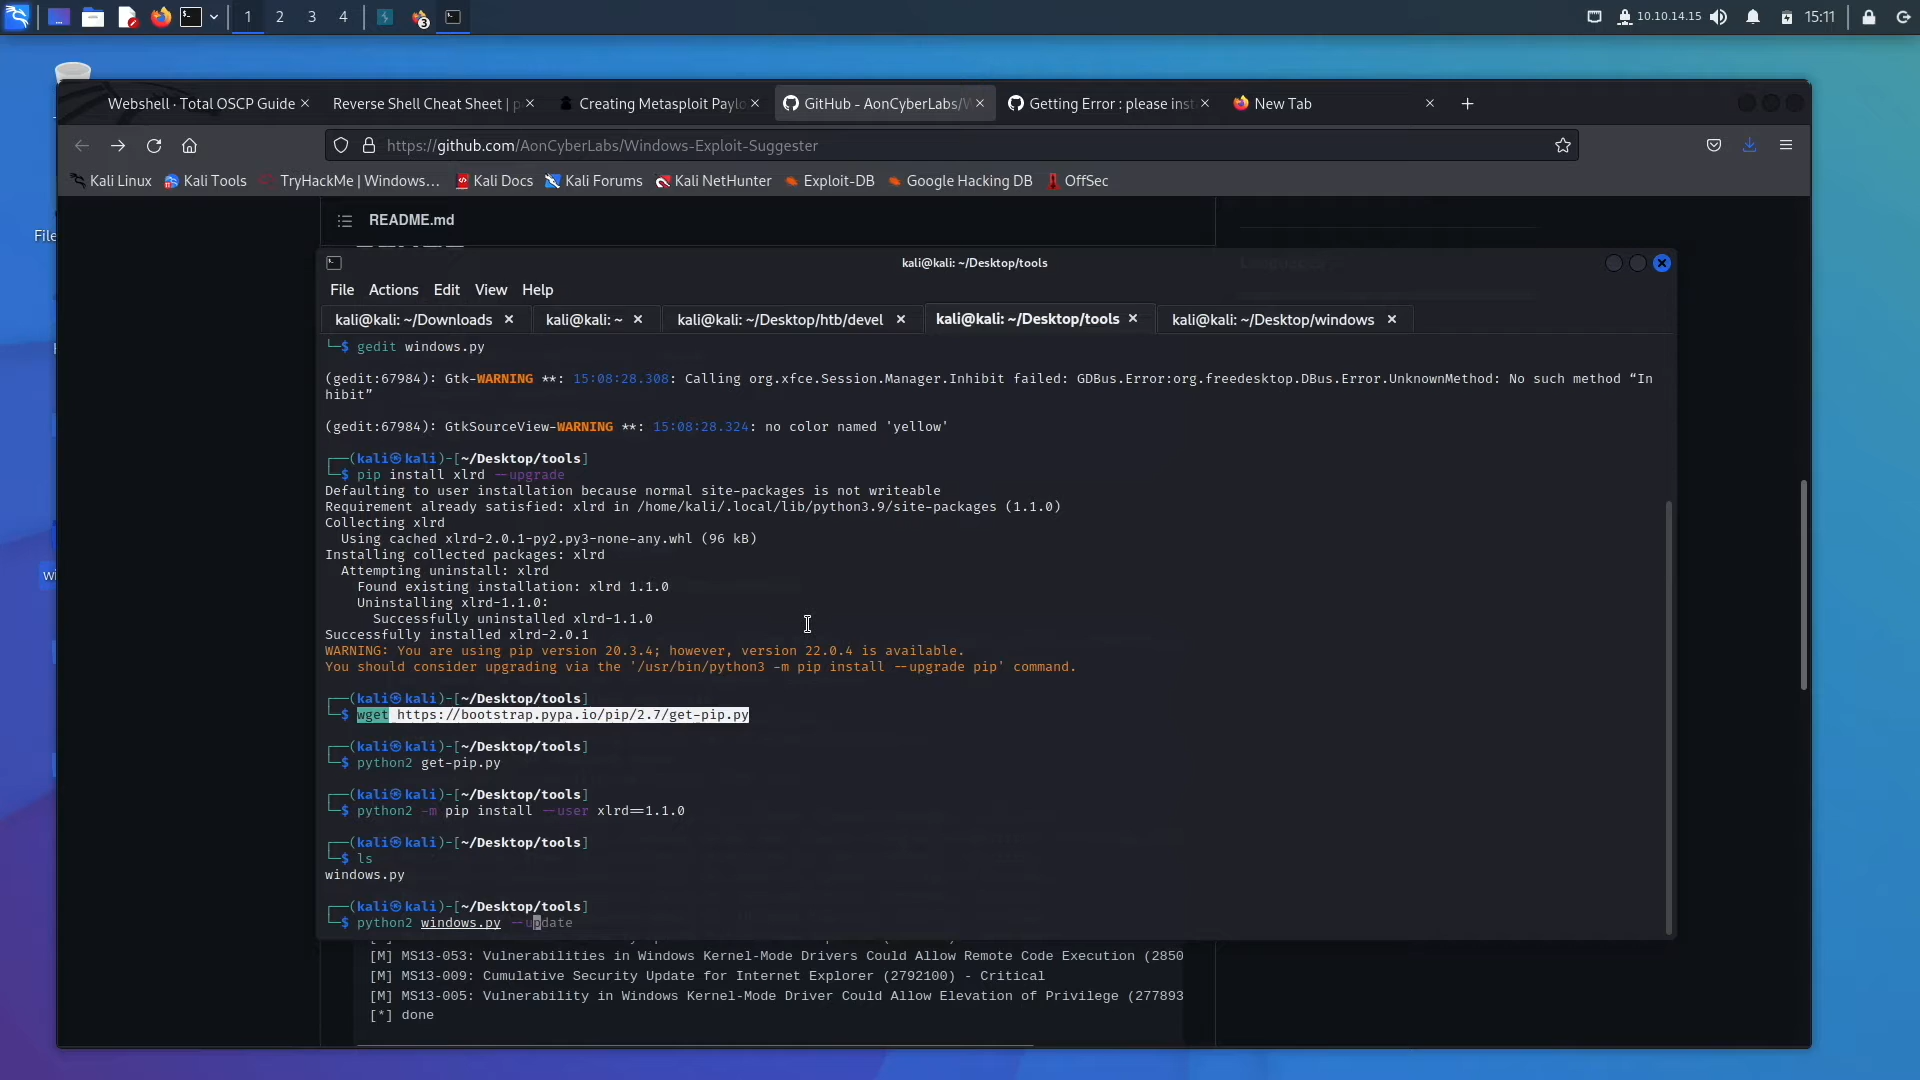 1 2 3 4 3 10.10.14.15 15:11
Webshell · Total OSCP Guide × Reverse Shell Cheat Sheet | p × Creating Metasploit Paylo × GitHub - AonCyberLabs/W × Getting Error : please inst × New Tab × +
https://github.com/AonCyberLabs/Windows-Exploit-Suggester
Kali Linux Kali Tools TryHackMe | Windows… Kali Docs Kali Forums Kali NetHunter Exploit-DB Google Hacking DB OffSec
README.md
File
kali@kali: ~/Desktop/tools
File Actions Edit View Help
kali@kali: ~/Downloads × kali@kali: ~ × kali@kali: ~/Desktop/htb/devel × kali@kali: ~/Desktop/tools × kali@kali: ~/Desktop/windows ×
└─$ gedit windows.py
(gedit:67984): Gtk-WARNING **: 15:08:28.308: Calling org.xfce.Session.Manager.Inhibit failed: GDBus.Error:org.freedesktop.DBus.Error.UnknownMethod: No such method “In
hibit”
(gedit:67984): GtkSourceView-WARNING **: 15:08:28.324: no color named 'yellow'
┌──(kali㉿kali)-[~/Desktop/tools]
└─$ pip install xlrd --upgrade
Defaulting to user installation because normal site-packages is not writeable
Requirement already satisfied: xlrd in /home/kali/.local/lib/python3.9/site-packages (1.1.0)
Collecting xlrd
Using cached xlrd-2.0.1-py2.py3-none-any.whl (96 kB)
Installing collected packages: xlrd
Attempting uninstall: xlrd
Found existing installation: xlrd 1.1.0
Uninstalling xlrd-1.1.0:
Successfully uninstalled xlrd-1.1.0
Successfully installed xlrd-2.0.1
WARNING: You are using pip version 20.3.4; however, version 22.0.4 is available.
You should consider upgrading via the '/usr/bin/python3 -m pip install --upgrade pip' command.
┌──(kali㉿kali)-[~/Desktop/tools]
└─$ wget https://bootstrap.pypa.io/pip/2.7/get-pip.py
┌──(kali㉿kali)-[~/Desktop/tools]
└─$ python2 get-pip.py
┌──(kali㉿kali)-[~/Desktop/tools]
└─$ python2 -m pip install --user xlrd==1.1.0
┌──(kali㉿kali)-[~/Desktop/tools]
└─$ ls
windows.py
┌──(kali㉿kali)-[~/Desktop/tools]
└─$ python2 windows.py --update
wi
[M] MS13-053: Vulnerabilities in Windows Kernel-Mode Drivers Could Allow Remote Code Execution (2850
[M] MS13-009: Cumulative Security Update for Internet Explorer (2792100) - Critical
[M] MS13-005: Vulnerability in Windows Kernel-Mode Driver Could Allow Elevation of Privilege (277893
[*] done